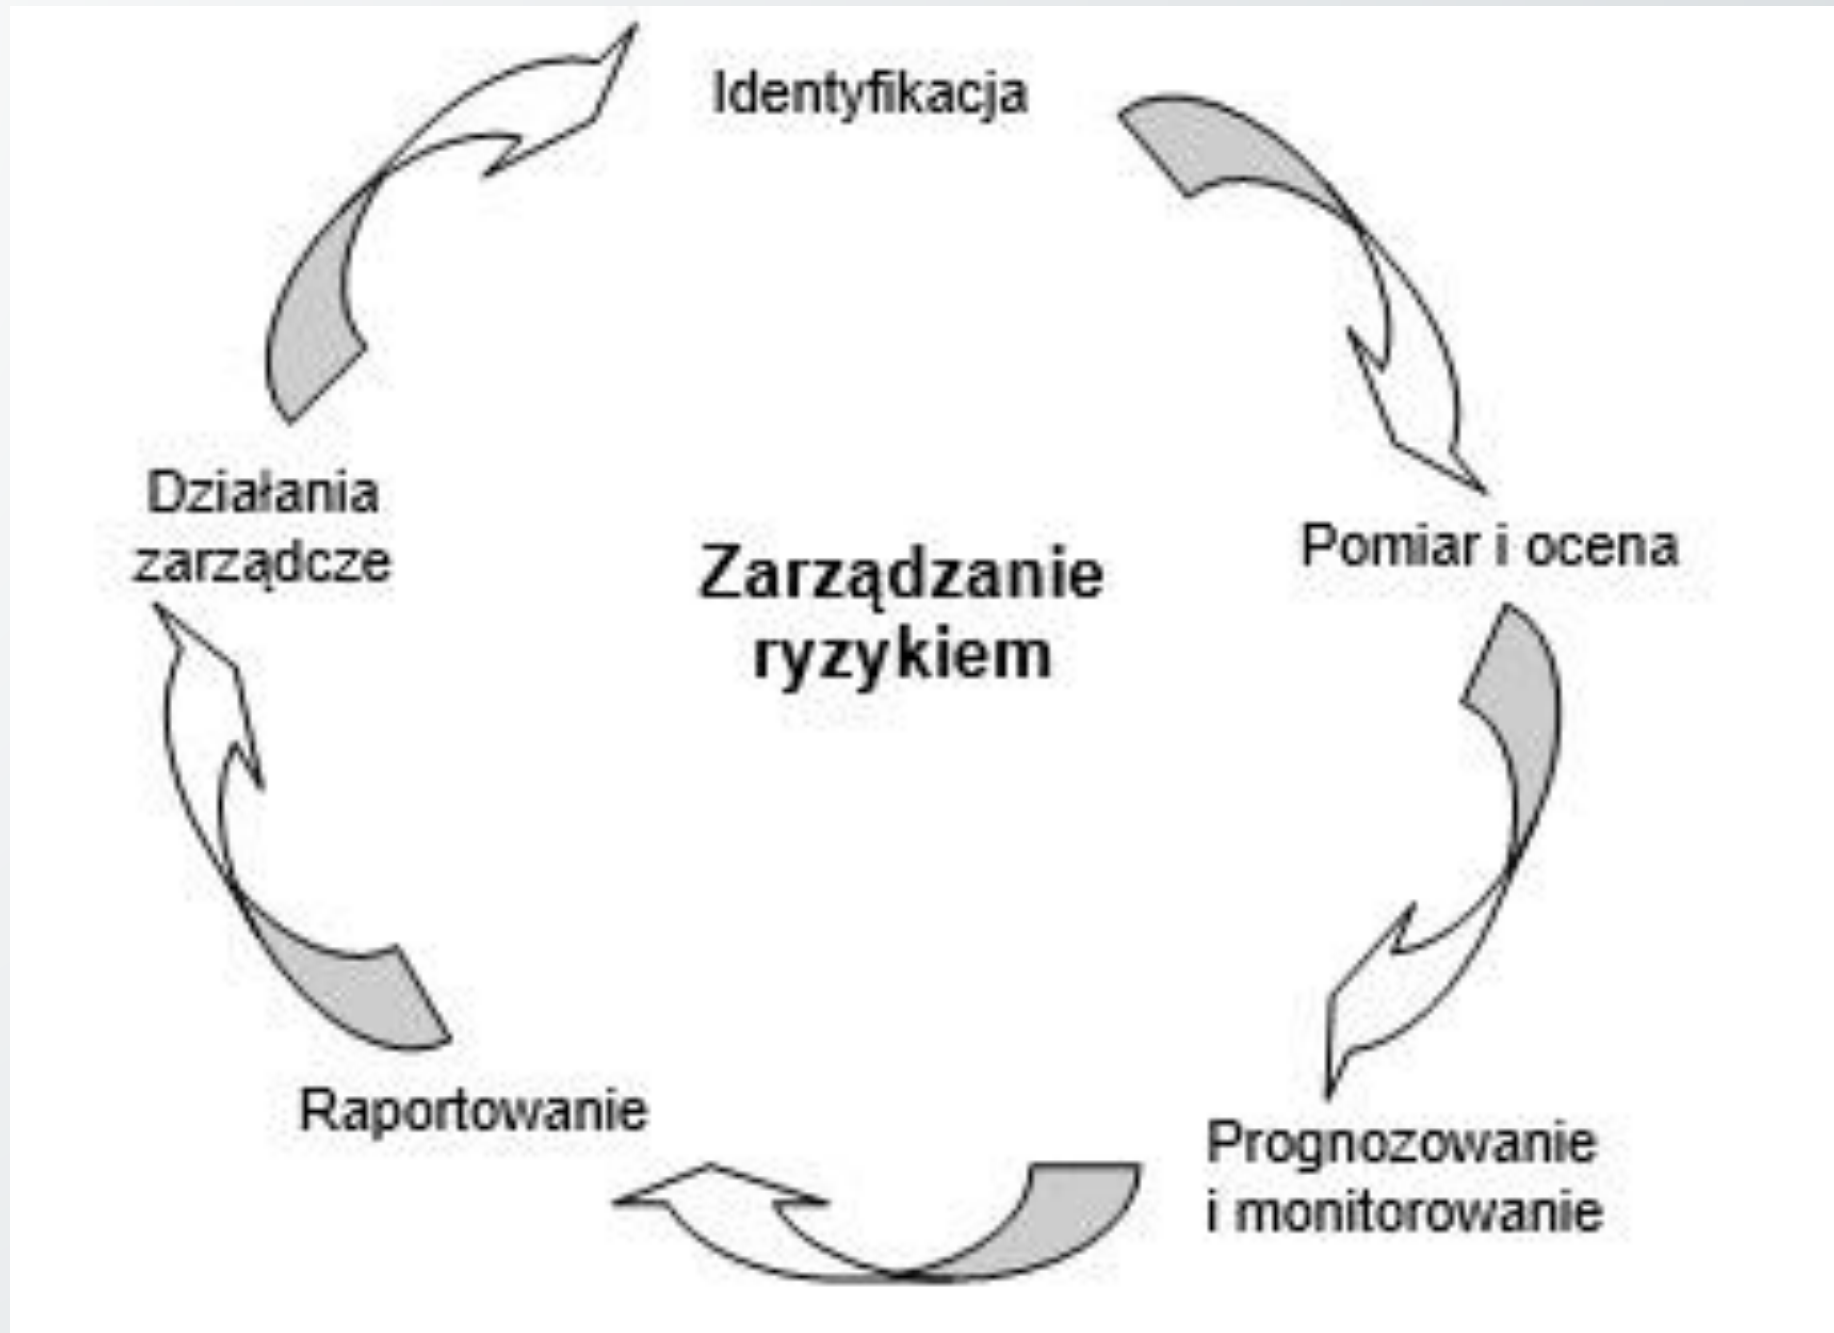 Identyfikacja
Pomiar i ocena
Prognozowanie
i monitorowanie
Raportowanie
Działania
zarządcze
Zarządzanie
ryzykiem